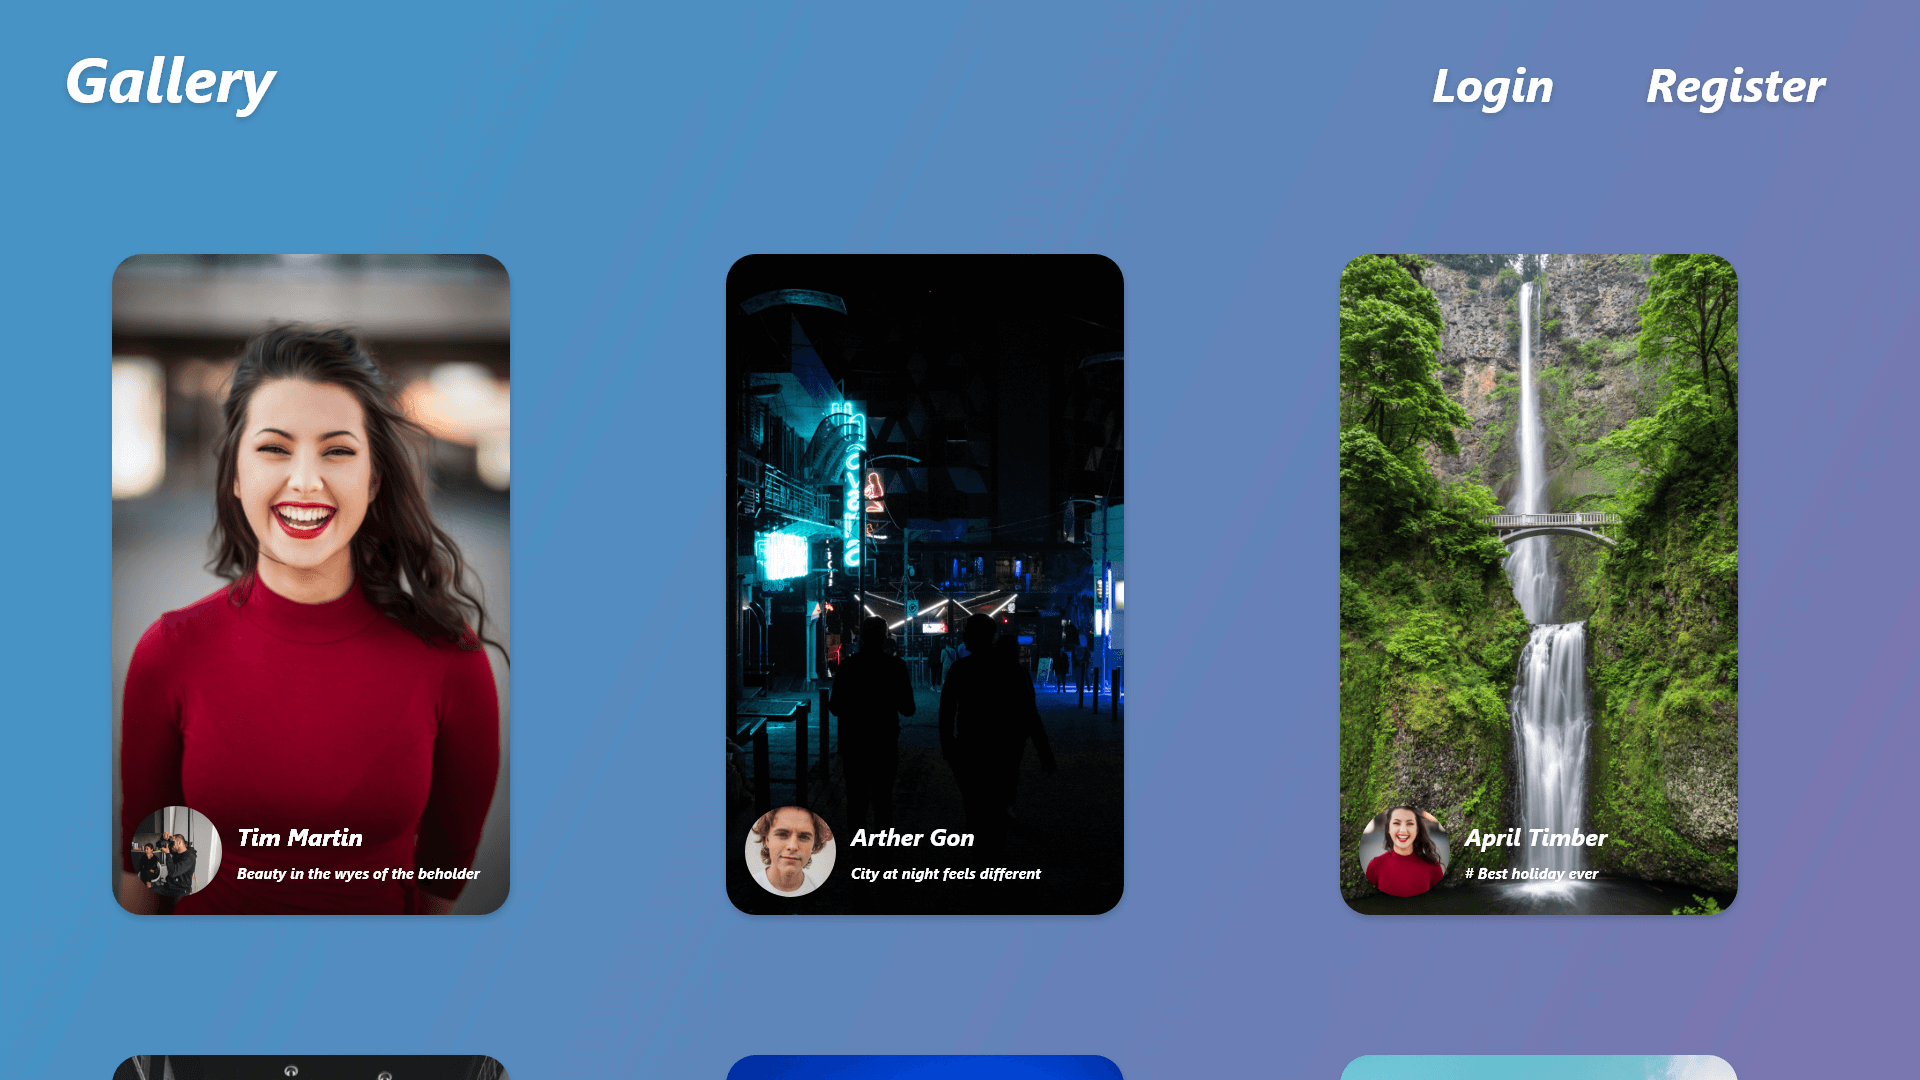 Gallery
Login
Register
Tim Martin
Beauty in the wyes of the beholder
Arther Gon
City at night feels different
April Timber
# Best holiday ever